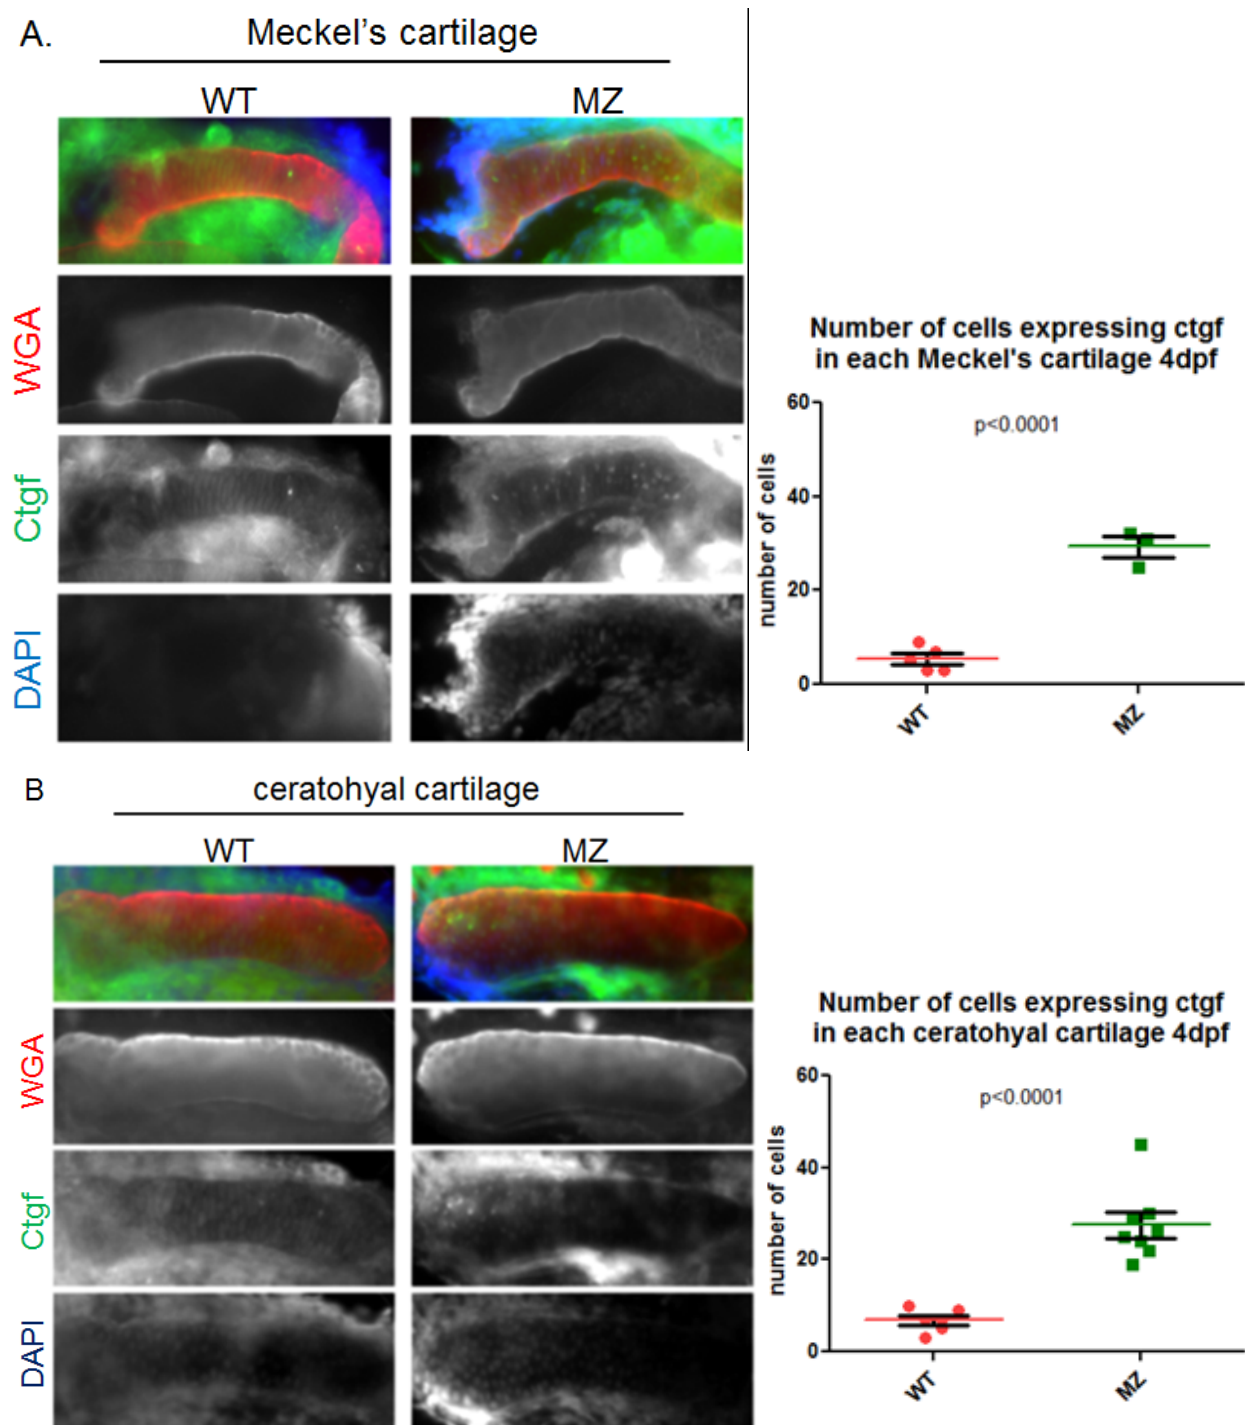 A.
Meckel's cartilage
WT MZ
WGA
Ctgf
DAPI
Number of cells expressing ctgf
in each Meckel's cartilage 4dpf
p<0.0001
number of cells
60
40
20
0
WT MZ
B
ceratohyal cartilage
WT MZ
WGA
Ctgf
DAPI
Number of cells expressing ctgf
in each ceratohyal cartilage 4dpf
p<0.0001
number of cells
60
40
20
0
WT MZ